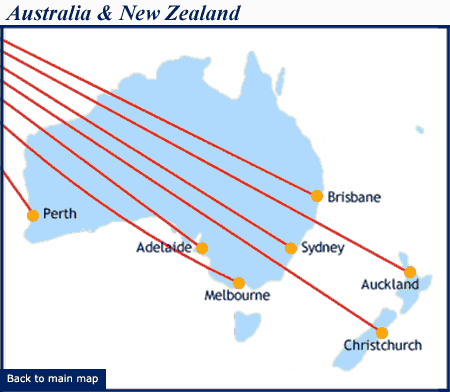 Australia & New Zealand
Brisbane
Perth
Adelaide
Sydney
Auckland
Melbourne
Christchurch
Back to main map